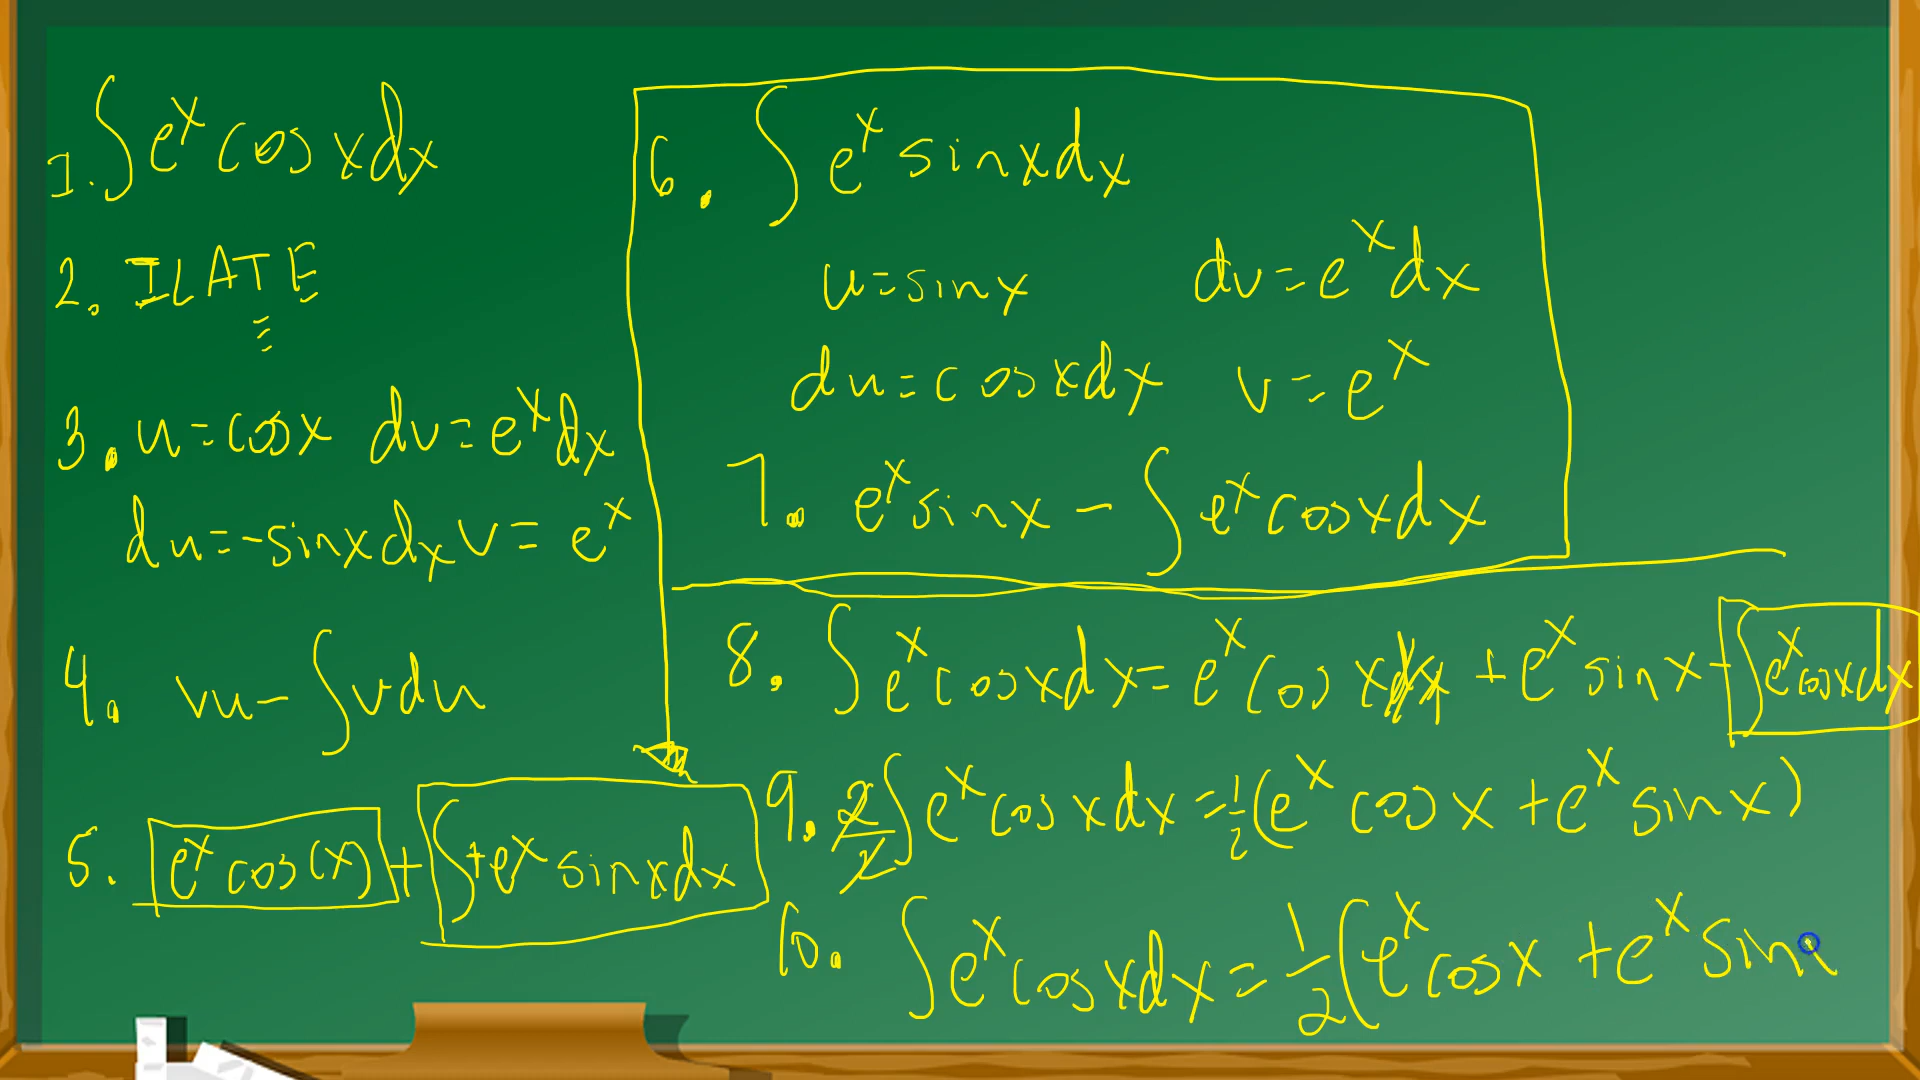 1. ∫ e^x cos x dx
2. ILATE
3. u = cos x dv = e^x dx
du = -sin x dx v = e^x
4. vu - ∫ v du
5. e^x cos(x) + ∫ + e^x sin x dx
6. ∫ e^x sin x dx
u = sin x dv = e^x dx
du = cos x dx v = e^x
7. e^x sin x - ∫ e^x cos x dx
8. ∫ e^x cos x dx = e^x cos x + e^x sin x - ∫ e^x cos x dx
9. 2/2 ∫ e^x cos x dx = 1/2 (e^x cos x + e^x sin x)
10. ∫ e^x cos x dx = 1/2 (e^x cos x + e^x sin